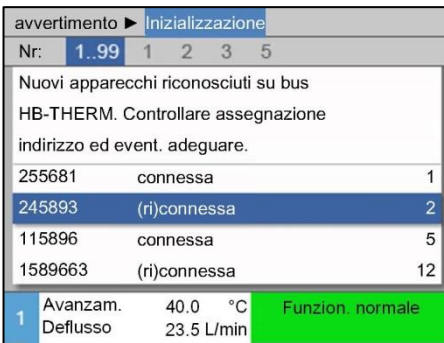 avvertimento ► Inizializzazione
Nr: 1..99 1 2 3 5
Nuovi apparecchi riconosciuti su bus
HB-THERM. Controllare assegnazione
indirizzo ed event. adeguare.
255681 connessa 1
245893 (ri)connessa 2
115896 connessa 5
1589663 (ri)connessa 12
1 Avanzam. 40.0 °C Funzion. normale
Deflusso 23.5 L/min